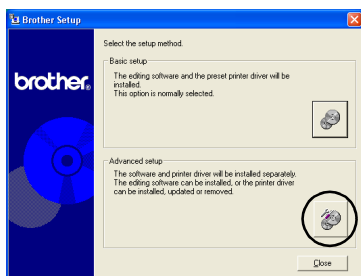 Brother Setup
Select the setup method.
Basic setup
The editing software and the preset printer driver will be
installed.
This option is normally selected.
brother.
Advanced setup
The software and printer driver will be installed separately.
The editing software can be installed, or the printer driver
can be installed, updated or removed.
Close